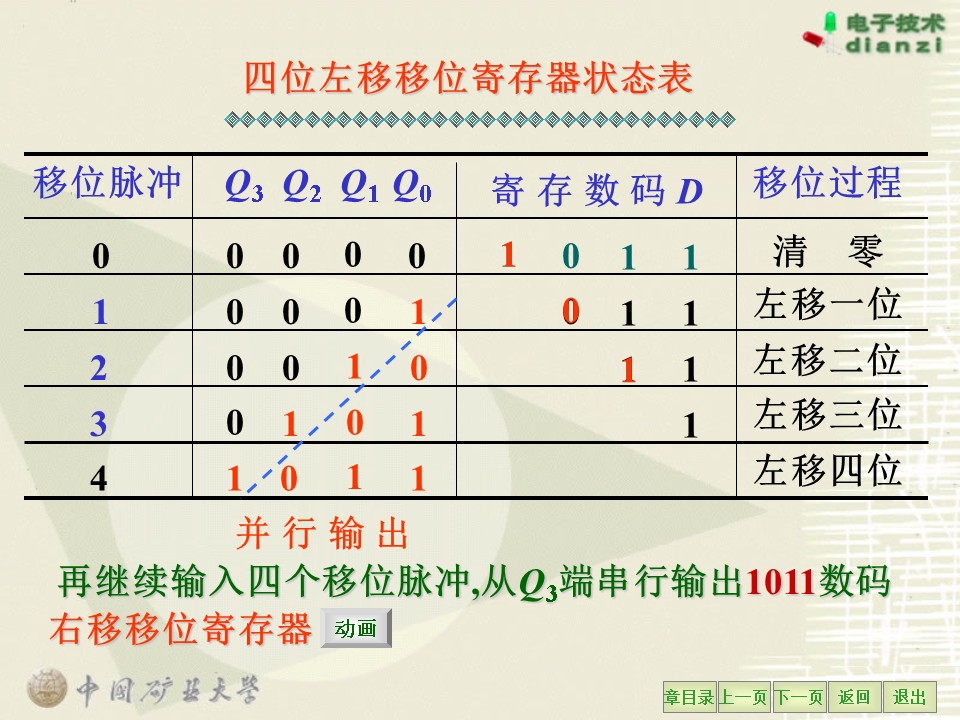 电子技术
dianzi
四位左移移位寄存器状态表
移位脉冲 Q3 Q2 Q1 Q0 寄存数码D 移位过程
0 0 0 0 0 1 0 1 1 清 零
1 0 0 0 1 0 1 1 左移一位
2 0 0 1 0 1 1 左移二位
3 0 1 0 1 1 左移三位
4 1 0 1 1 左移四位
并行输出
再继续输入四个移位脉冲,从Q3端串行输出1011数码
右移移位寄存器 动画
中国矿业大学
章目录 上一页 下一页 返回 退出